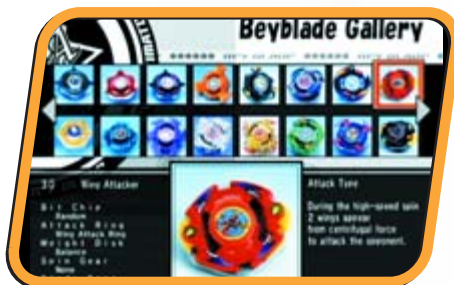 Beyblade Gallery
30 Wing Attacker
Bit Chip
Random
Attack Ring
Wing Attack Ring
Weight Disk
Balance
Spin Gear
None
Attack Type
During the high-speed spin
2 wings appear
from centrifugal force
to attack the opponent.